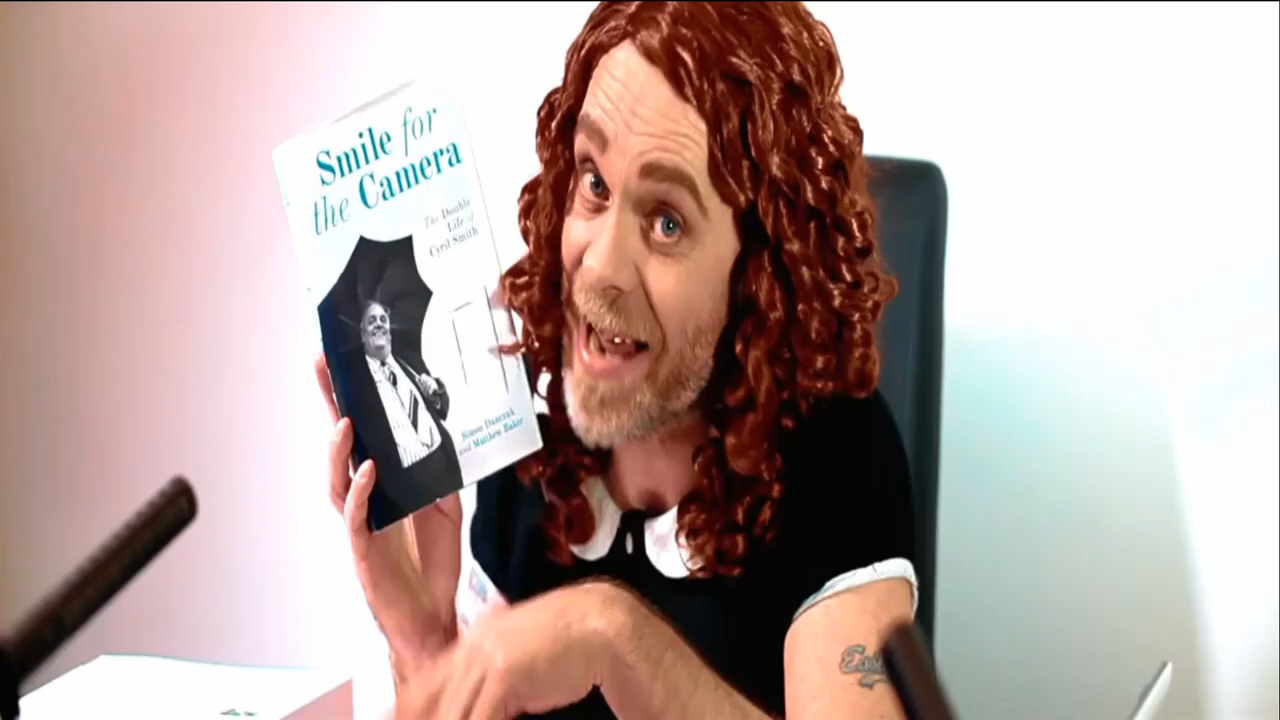 Smile for
the Camera
The Double
Life of
Cyril Smith
Simon Danczuk
and Matthew Baker